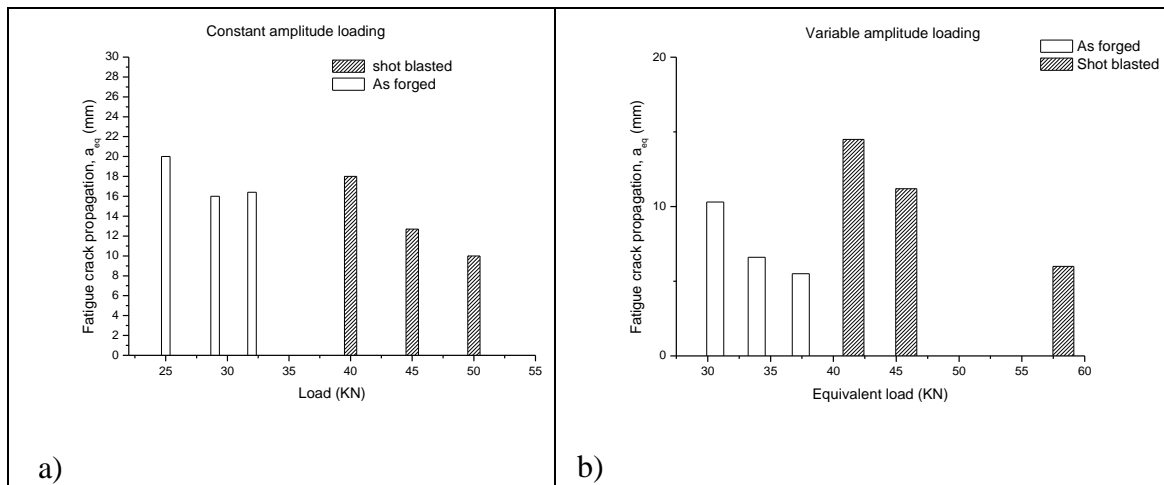 Constant amplitude loading
shot blasted
As forged
30
28
26
24
22
20
18
16
14
12
10
8
6
4
2
0
Fatigue crack propagation, a_eq (mm)
25 30 35 40 45 50 55
Load (KN)
a)
Variable amplitude loading
As forged
Shot blasted
20
10
0
Fatigue crack propagation, a_eq (mm)
30 35 40 45 50 55 60
Equivalent load (KN)
b)